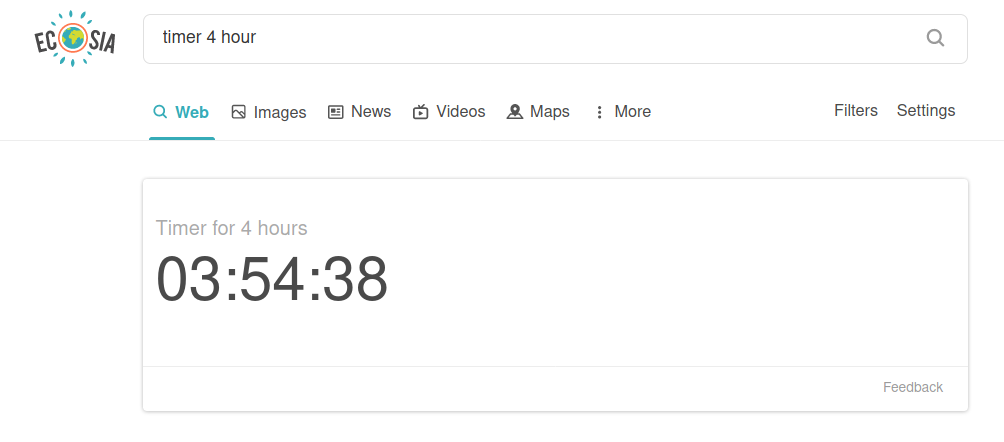 ECOSIA
timer 4 hour
Web Images News Videos Maps More Filters Settings
Timer for 4 hours
03:54:38
Feedback